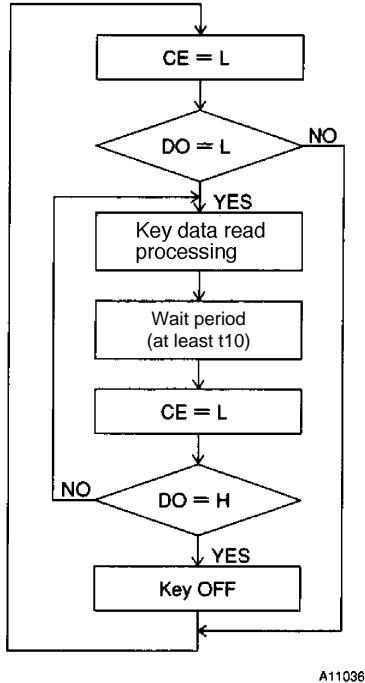 CE = L
DO = L
NO
YES
Key data read
processing
Wait period
(at least t10)
CE = L
DO = H
NO
YES
Key OFF
A11036